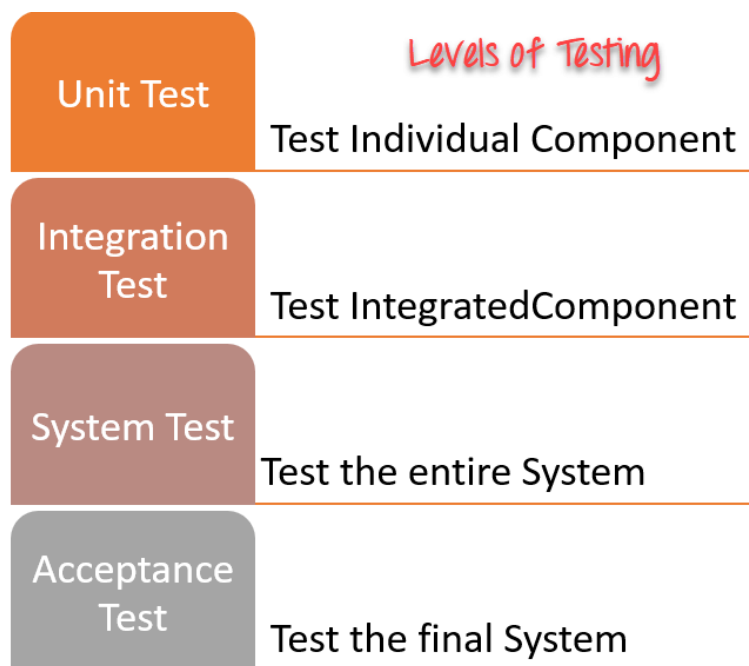 Levels of Testing
Unit Test
Test Individual Component
Integration
Test
Test IntegratedComponent
System Test
Test the entire System
Acceptance
Test
Test the final System